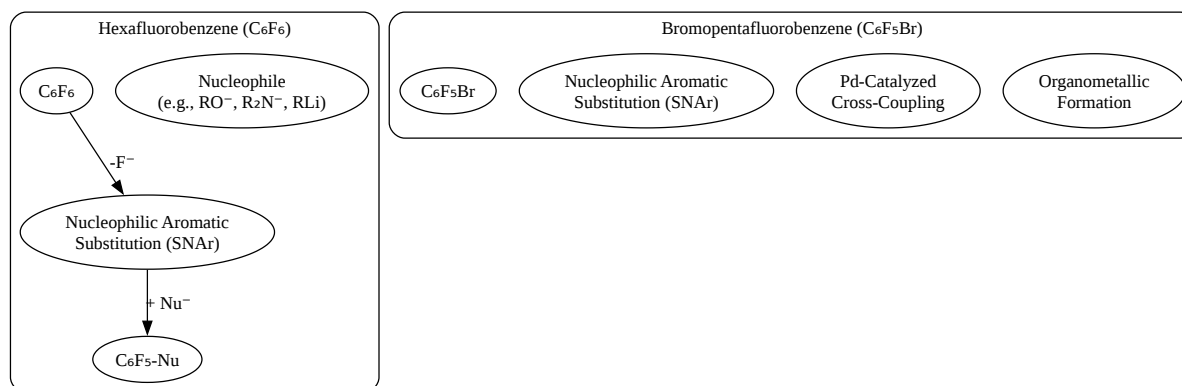 Hexafluorobenzene (C₆F₆)
C₆F₆
Nucleophile
(e.g., RO⁻, R₂N⁻, RLi)
-F⁻
Nucleophilic Aromatic
Substitution (SNAr)
+ Nu⁻
C₆F₅-Nu
Bromopentafluorobenzene (C₆F₅Br)
C₆F₅Br
Nucleophilic Aromatic
Substitution (SNAr)
Pd-Catalyzed
Cross-Coupling
Organometallic
Formation